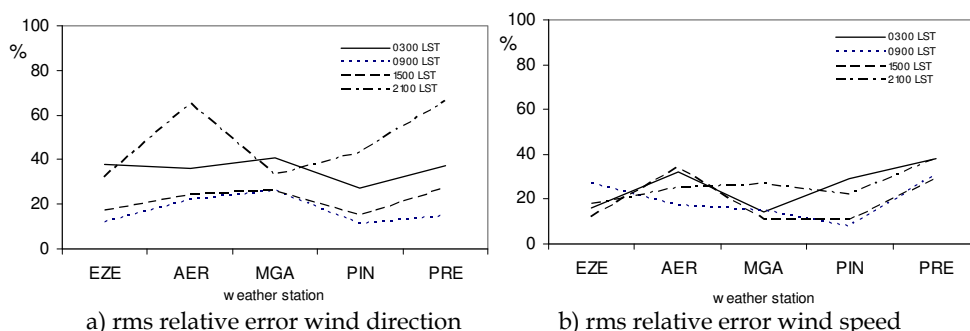 100
%
80
60
40
20
0
0300 LST
0900 LST
1500 LST
2100 LST
EZE AER MGA PIN PRE
weather station
a) rms relative error wind direction
100
%
80
60
40
20
0
0300 LST
0900 LST
1500 LST
2100 LST
EZE AER MGA PIN PRE
weather station
b) rms relative error wind speed